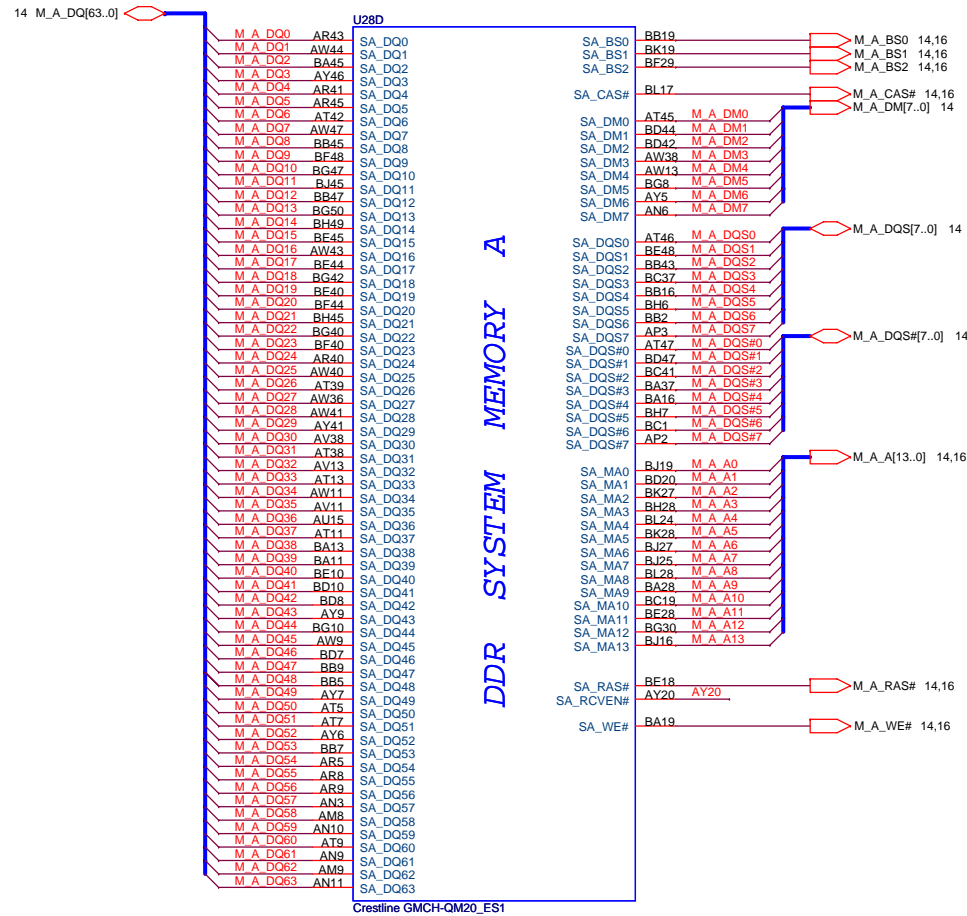 14 M_A_DQ[63..0]
U28D
M_A_DQ0 AR43 SA_DQ0
M_A_DQ1 AW44 SA_DQ1
M_A_DQ2 BA45 SA_DQ2
M_A_DQ3 AY46 SA_DQ3
M_A_DQ4 AR41 SA_DQ4
M_A_DQ5 AR45 SA_DQ5
M_A_DQ6 AT42 SA_DQ6
M_A_DQ7 AW47 SA_DQ7
M_A_DQ8 BB45 SA_DQ8
M_A_DQ9 BF48 SA_DQ9
M_A_DQ10 BG47 SA_DQ10
M_A_DQ11 BJ45 SA_DQ11
M_A_DQ12 BB47 SA_DQ12
M_A_DQ13 BG50 SA_DQ13
M_A_DQ14 BH49 SA_DQ14
M_A_DQ15 BE45 SA_DQ15
M_A_DQ16 AW43 SA_DQ16
M_A_DQ17 BE44 SA_DQ17
M_A_DQ18 BG42 SA_DQ18
M_A_DQ19 BE40 SA_DQ19
M_A_DQ20 BF44 SA_DQ20
M_A_DQ21 BH45 SA_DQ21
M_A_DQ22 BG40 SA_DQ22
M_A_DQ23 BF40 SA_DQ23
M_A_DQ24 AR40 SA_DQ24
M_A_DQ25 AW40 SA_DQ25
M_A_DQ26 AT39 SA_DQ26
M_A_DQ27 AW36 SA_DQ27
M_A_DQ28 AW41 SA_DQ28
M_A_DQ29 AY41 SA_DQ29
M_A_DQ30 AV38 SA_DQ30
M_A_DQ31 AT38 SA_DQ31
M_A_DQ32 AV13 SA_DQ32
M_A_DQ33 AT13 SA_DQ33
M_A_DQ34 AW11 SA_DQ34
M_A_DQ35 AV11 SA_DQ35
M_A_DQ36 AU15 SA_DQ36
M_A_DQ37 AT11 SA_DQ37
M_A_DQ38 BA13 SA_DQ38
M_A_DQ39 BA11 SA_DQ39
M_A_DQ40 BE10 SA_DQ40
M_A_DQ41 BD10 SA_DQ41
M_A_DQ42 BD8 SA_DQ42
M_A_DQ43 AY9 SA_DQ43
M_A_DQ44 BG10 SA_DQ44
M_A_DQ45 AW9 SA_DQ45
M_A_DQ46 BD7 SA_DQ46
M_A_DQ47 BB9 SA_DQ47
M_A_DQ48 BB5 SA_DQ48
M_A_DQ49 AY7 SA_DQ49
M_A_DQ50 AT5 SA_DQ50
M_A_DQ51 AT7 SA_DQ51
M_A_DQ52 AY6 SA_DQ52
M_A_DQ53 BB7 SA_DQ53
M_A_DQ54 AR5 SA_DQ54
M_A_DQ55 AR8 SA_DQ55
M_A_DQ56 AR9 SA_DQ56
M_A_DQ57 AN3 SA_DQ57
M_A_DQ58 AM8 SA_DQ58
M_A_DQ59 AN10 SA_DQ59
M_A_DQ60 AT9 SA_DQ60
M_A_DQ61 AN9 SA_DQ61
M_A_DQ62 AM9 SA_DQ62
M_A_DQ63 AN11 SA_DQ63
DDR SYSTEM MEMORY A
SA_BS0 BB19 M_A_BS0 14,16
SA_BS1 BK19 M_A_BS1 14,16
SA_BS2 BF29 M_A_BS2 14,16
SA_CAS# BL17 M_A_CAS# 14,16
M_A_DM[7..0] 14
SA_DM0 AT45 M_A_DM0
SA_DM1 BD44 M_A_DM1
SA_DM2 BD42 M_A_DM2
SA_DM3 AW38 M_A_DM3
SA_DM4 AW13 M_A_DM4
SA_DM5 BG8 M_A_DM5
SA_DM6 AY5 M_A_DM6
SA_DM7 AN6 M_A_DM7
M_A_DQS[7..0] 14
SA_DQS0 AT46 M_A_DQS0
SA_DQS1 BE48 M_A_DQS1
SA_DQS2 BB43 M_A_DQS2
SA_DQS3 BC37 M_A_DQS3
SA_DQS4 BB16 M_A_DQS4
SA_DQS5 BH6 M_A_DQS5
SA_DQS6 BB2 M_A_DQS6
SA_DQS7 AP3 M_A_DQS7
M_A_DQS#[7..0] 14
SA_DQS#0 AT47 M_A_DQS#0
SA_DQS#1 BD47 M_A_DQS#1
SA_DQS#2 BC41 M_A_DQS#2
SA_DQS#3 BA37 M_A_DQS#3
SA_DQS#4 BA16 M_A_DQS#4
SA_DQS#5 BH7 M_A_DQS#5
SA_DQS#6 BC1 M_A_DQS#6
SA_DQS#7 AP2 M_A_DQS#7
M_A_A[13..0] 14,16
SA_MA0 BJ19 M_A_A0
SA_MA1 BD20 M_A_A1
SA_MA2 BK27 M_A_A2
SA_MA3 BH28 M_A_A3
SA_MA4 BL24 M_A_A4
SA_MA5 BK28 M_A_A5
SA_MA6 BJ27 M_A_A6
SA_MA7 BJ25 M_A_A7
SA_MA8 BL28 M_A_A8
SA_MA9 BA28 M_A_A9
SA_MA10 BC19 M_A_A10
SA_MA11 BE28 M_A_A11
SA_MA12 BG30 M_A_A12
SA_MA13 BJ16 M_A_A13
SA_RAS# BE18 M_A_RAS# 14,16
SA_RCVEN# AY20 AY20
SA_WE# BA19 M_A_WE# 14,16
Crestline GMCH-QM20_ES1